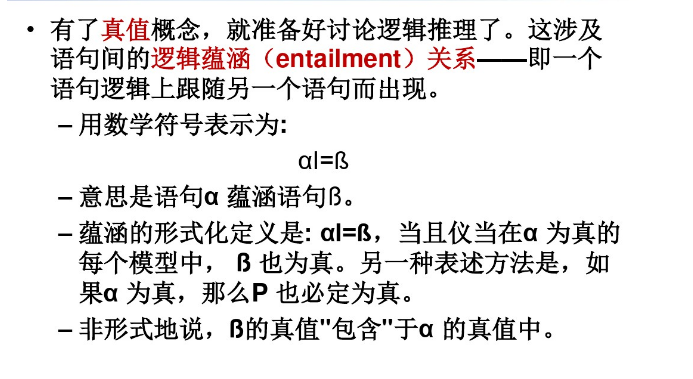 • 有了真值概念，就准备好讨论逻辑推理了。这涉及
语句间的逻辑蕴涵（entailment）关系——即一个
语句逻辑上跟随另一个语句而出现。
– 用数学符号表示为:
αl=ß
– 意思是语句α 蕴涵语句ß。
– 蕴涵的形式化定义是: αl=ß，当且仅当在α 为真的
每个模型中， ß 也为真。另一种表述方法是，如
果α 为真，那么P 也必定为真。
– 非形式地说，ß的真值"包含"于α 的真值中。